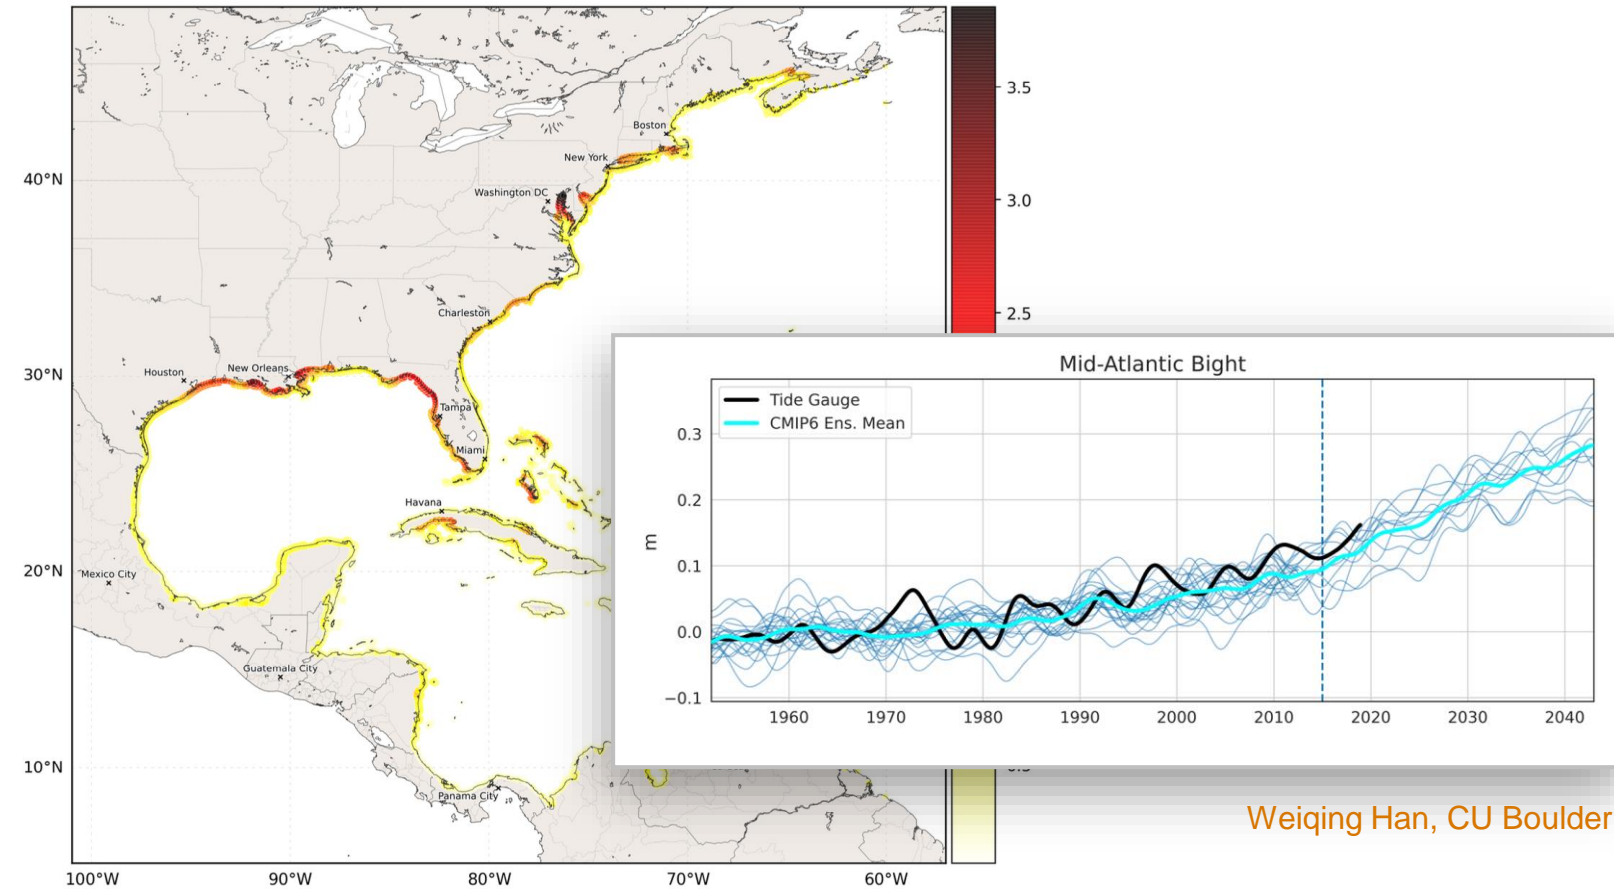 40°N
30°N
20°N
10°N
100°W
90°W
80°W
70°W
60°W
Boston
New York
Washington DC
Charleston
Houston
New Orleans
Tampa
Miami
Havana
Mexico City
Guatemala City
Panama City
3.5
3.0
2.5
Mid-Atlantic Bight
Tide Gauge
CMIP6 Ens. Mean
m
0.3
0.2
0.1
0.0
−0.1
1960
1970
1980
1990
2000
2010
2020
2030
2040
Weiqing Han, CU Boulder